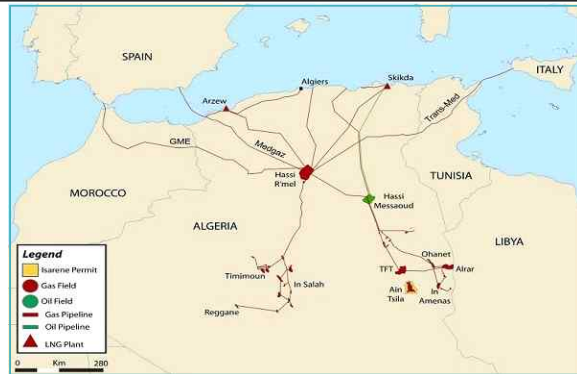 SPAIN
ITALY
Algiers
Skikda
Arzew
Trans-Med
GME
Medgaz
Hassi
R'mel
MOROCCO
TUNISIA
Hassi
Messaoud
ALGERIA
LIBYA
Ohanet
Timimoun
TFT
Alrar
In Salah
Ain
Tsila
In
Amenas
Reggane
Legend
Isarene Permit
Gas Field
Oil Field
Gas Pipeline
Oil Pipeline
LNG Plant
0 Km 280